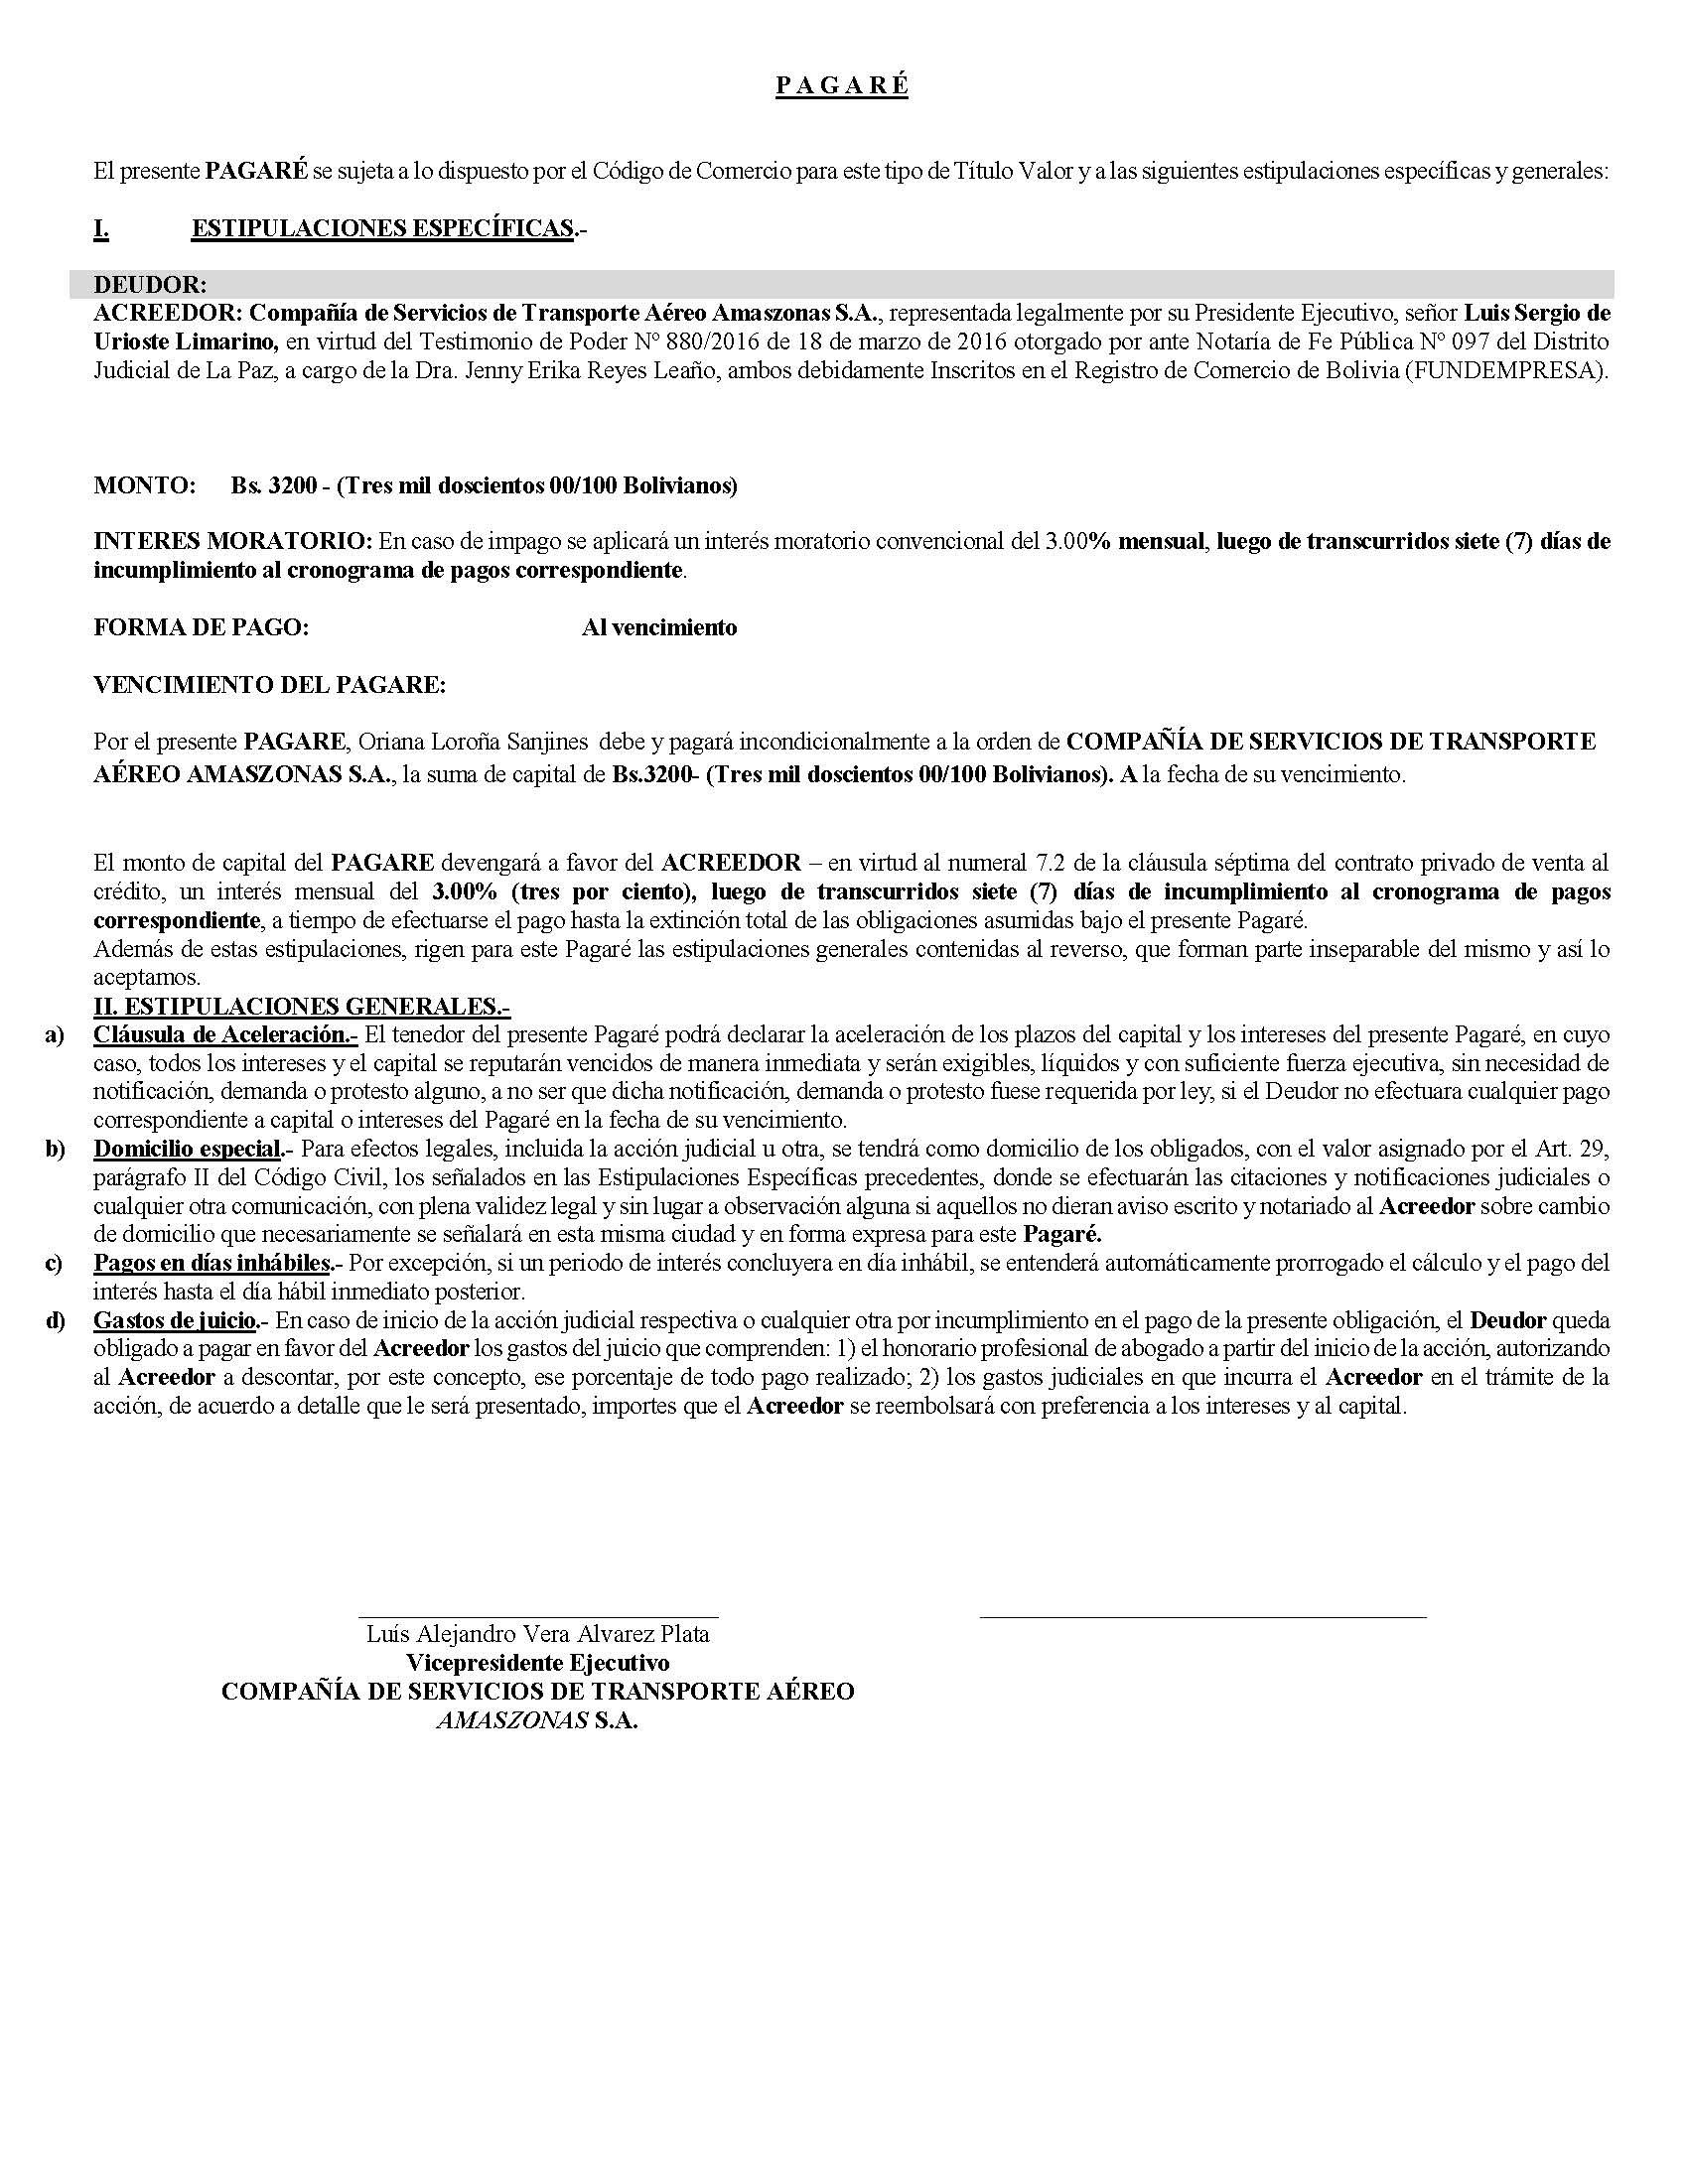 P A G A R É
El presente PAGARÉ se sujeta a lo dispuesto por el Código de Comercio para este tipo de Título Valor y a las siguientes estipulaciones específicas y generales:
I. ESTIPULACIONES ESPECÍFICAS.-
DEUDOR:
ACREEDOR: Compañía de Servicios de Transporte Aéreo Amaszonas S.A., representada legalmente por su Presidente Ejecutivo, señor Luis Sergio de
Urioste Limarino, en virtud del Testimonio de Poder Nº 880/2016 de 18 de marzo de 2016 otorgado por ante Notaría de Fe Pública Nº 097 del Distrito
Judicial de La Paz, a cargo de la Dra. Jenny Erika Reyes Leaño, ambos debidamente Inscritos en el Registro de Comercio de Bolivia (FUNDEMPRESA).
MONTO: Bs. 3200 - (Tres mil doscientos 00/100 Bolivianos)
INTERES MORATORIO: En caso de impago se aplicará un interés moratorio convencional del 3.00% mensual, luego de transcurridos siete (7) días de
incumplimiento al cronograma de pagos correspondiente.
FORMA DE PAGO: Al vencimiento
VENCIMIENTO DEL PAGARE:
Por el presente PAGARE, Oriana Loroña Sanjines debe y pagará incondicionalmente a la orden de COMPAÑÍA DE SERVICIOS DE TRANSPORTE
AÉREO AMASZONAS S.A., la suma de capital de Bs.3200- (Tres mil doscientos 00/100 Bolivianos). A la fecha de su vencimiento.
El monto de capital del PAGARE devengará a favor del ACREEDOR – en virtud al numeral 7.2 de la cláusula séptima del contrato privado de venta al
crédito, un interés mensual del 3.00% (tres por ciento), luego de transcurridos siete (7) días de incumplimiento al cronograma de pagos
correspondiente, a tiempo de efectuarse el pago hasta la extinción total de las obligaciones asumidas bajo el presente Pagaré.
Además de estas estipulaciones, rigen para este Pagaré las estipulaciones generales contenidas al reverso, que forman parte inseparable del mismo y así lo
aceptamos.
II. ESTIPULACIONES GENERALES.-
a) Cláusula de Aceleración.- El tenedor del presente Pagaré podrá declarar la aceleración de los plazos del capital y los intereses del presente Pagaré, en cuyo
caso, todos los intereses y el capital se reputarán vencidos de manera inmediata y serán exigibles, líquidos y con suficiente fuerza ejecutiva, sin necesidad de
notificación, demanda o protesto alguno, a no ser que dicha notificación, demanda o protesto fuese requerida por ley, si el Deudor no efectuara cualquier pago
correspondiente a capital o intereses del Pagaré en la fecha de su vencimiento.
b) Domicilio especial.- Para efectos legales, incluida la acción judicial u otra, se tendrá como domicilio de los obligados, con el valor asignado por el Art. 29,
parágrafo II del Código Civil, los señalados en las Estipulaciones Específicas precedentes, donde se efectuarán las citaciones y notificaciones judiciales o
cualquier otra comunicación, con plena validez legal y sin lugar a observación alguna si aquellos no dieran aviso escrito y notariado al Acreedor sobre cambio
de domicilio que necesariamente se señalará en esta misma ciudad y en forma expresa para este Pagaré.
c) Pagos en días inhábiles.- Por excepción, si un periodo de interés concluyera en día inhábil, se entenderá automáticamente prorrogado el cálculo y el pago del
interés hasta el día hábil inmediato posterior.
d) Gastos de juicio.- En caso de inicio de la acción judicial respectiva o cualquier otra por incumplimiento en el pago de la presente obligación, el Deudor queda
obligado a pagar en favor del Acreedor los gastos del juicio que comprenden: 1) el honorario profesional de abogado a partir del inicio de la acción, autorizando
al Acreedor a descontar, por este concepto, ese porcentaje de todo pago realizado; 2) los gastos judiciales en que incurra el Acreedor en el trámite de la
acción, de acuerdo a detalle que le será presentado, importes que el Acreedor se reembolsará con preferencia a los intereses y al capital.
Luís Alejandro Vera Alvarez Plata
Vicepresidente Ejecutivo
COMPAÑÍA DE SERVICIOS DE TRANSPORTE AÉREO
AMASZONAS S.A.